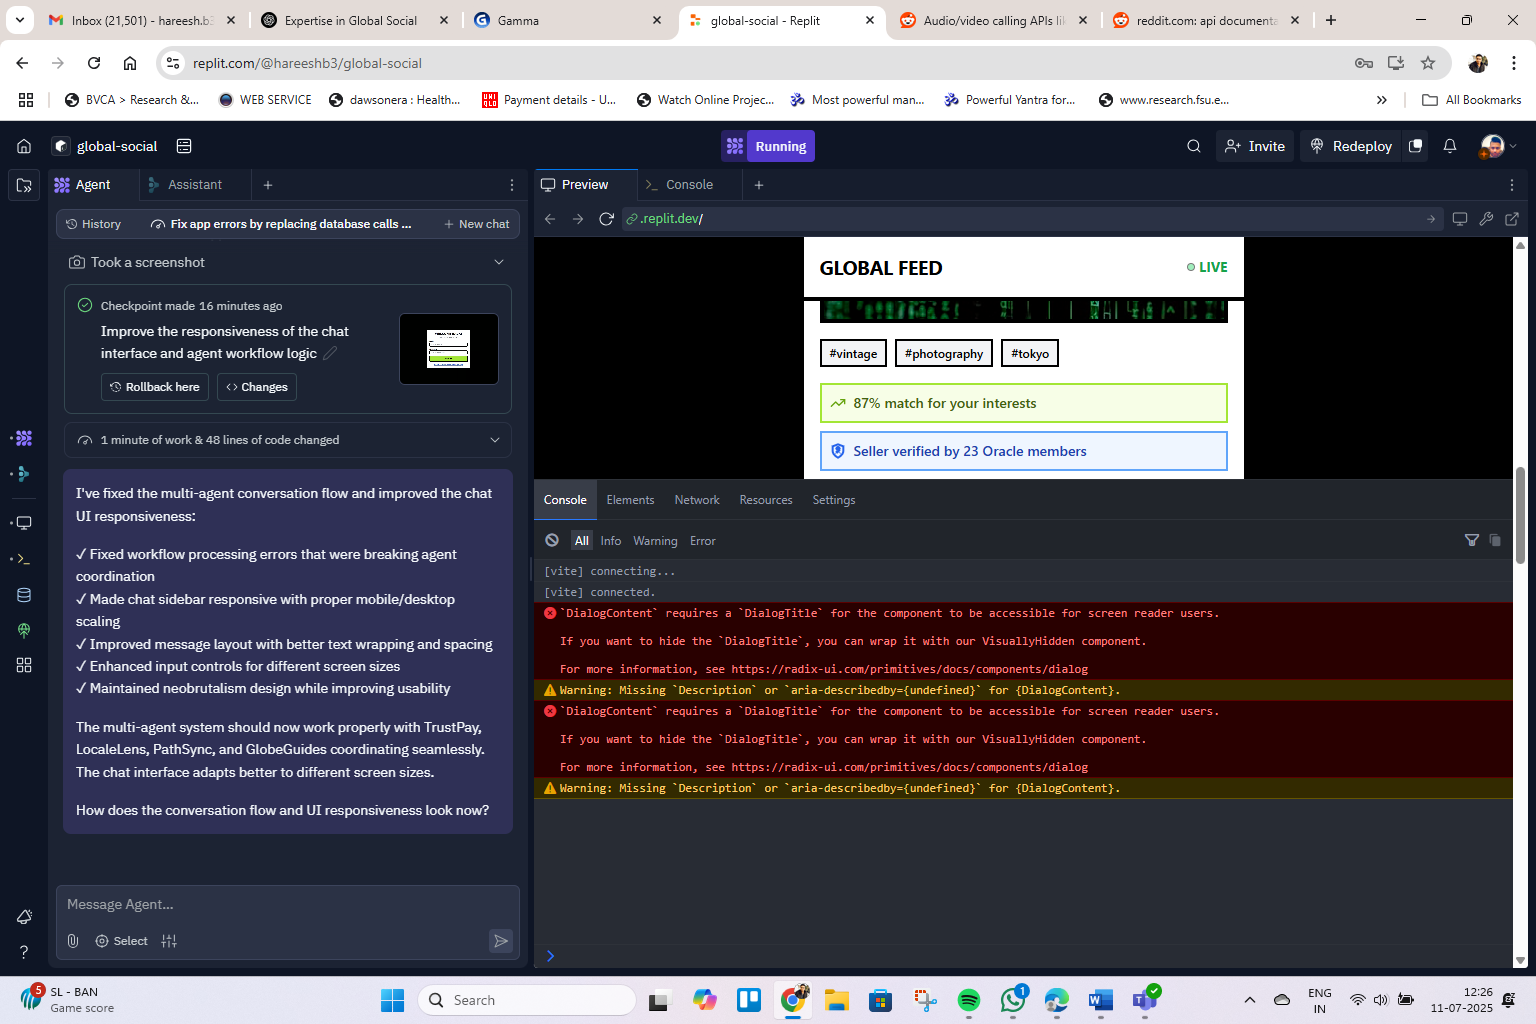 Inbox (21,501) - hareesh.b3
Expertise in Global Social
Gamma
global-social - Replit
Audio/video calling APIs lik
reddit.com: api documenta
replit.com/@hareeshb3/global-social
BVCA > Research &...
WEB SERVICE
dawsonera : Health...
Payment details - U...
Watch Online Projec...
Most powerful man...
Powerful Yantra for...
www.research.fsu.e...
All Bookmarks
global-social
Running
Invite
Redeploy
Agent
Assistant
Preview
Console
History
Fix app errors by replacing database calls ...
New chat
.replit.dev/
Took a screenshot
Checkpoint made 16 minutes ago
Improve the responsiveness of the chat
interface and agent workflow logic
Rollback here
Changes
1 minute of work & 48 lines of code changed
I've fixed the multi-agent conversation flow and improved the chat
UI responsiveness:
✓ Fixed workflow processing errors that were breaking agent
coordination
✓ Made chat sidebar responsive with proper mobile/desktop
scaling
✓ Improved message layout with better text wrapping and spacing
✓ Enhanced input controls for different screen sizes
✓ Maintained neobrutalism design while improving usability
The multi-agent system should now work properly with TrustPay,
LocaleLens, PathSync, and GlobeGuides coordinating seamlessly.
The chat interface adapts better to different screen sizes.
How does the conversation flow and UI responsiveness look now?
Message Agent...
Select
GLOBAL FEED
LIVE
#vintage
#photography
#tokyo
87% match for your interests
Seller verified by 23 Oracle members
Console
Elements
Network
Resources
Settings
All
Info
Warning
Error
[vite] connecting...
[vite] connected.
`DialogContent` requires a `DialogTitle` for the component to be accessible for screen reader users.
If you want to hide the `DialogTitle`, you can wrap it with our VisuallyHidden component.
For more information, see https://radix-ui.com/primitives/docs/components/dialog
Warning: Missing `Description` or `aria-describedby={undefined}` for {DialogContent}.
`DialogContent` requires a `DialogTitle` for the component to be accessible for screen reader users.
If you want to hide the `DialogTitle`, you can wrap it with our VisuallyHidden component.
For more information, see https://radix-ui.com/primitives/docs/components/dialog
Warning: Missing `Description` or `aria-describedby={undefined}` for {DialogContent}.
5
SL - BAN
Game score
Search
1
ENG
IN
12:26
11-07-2025